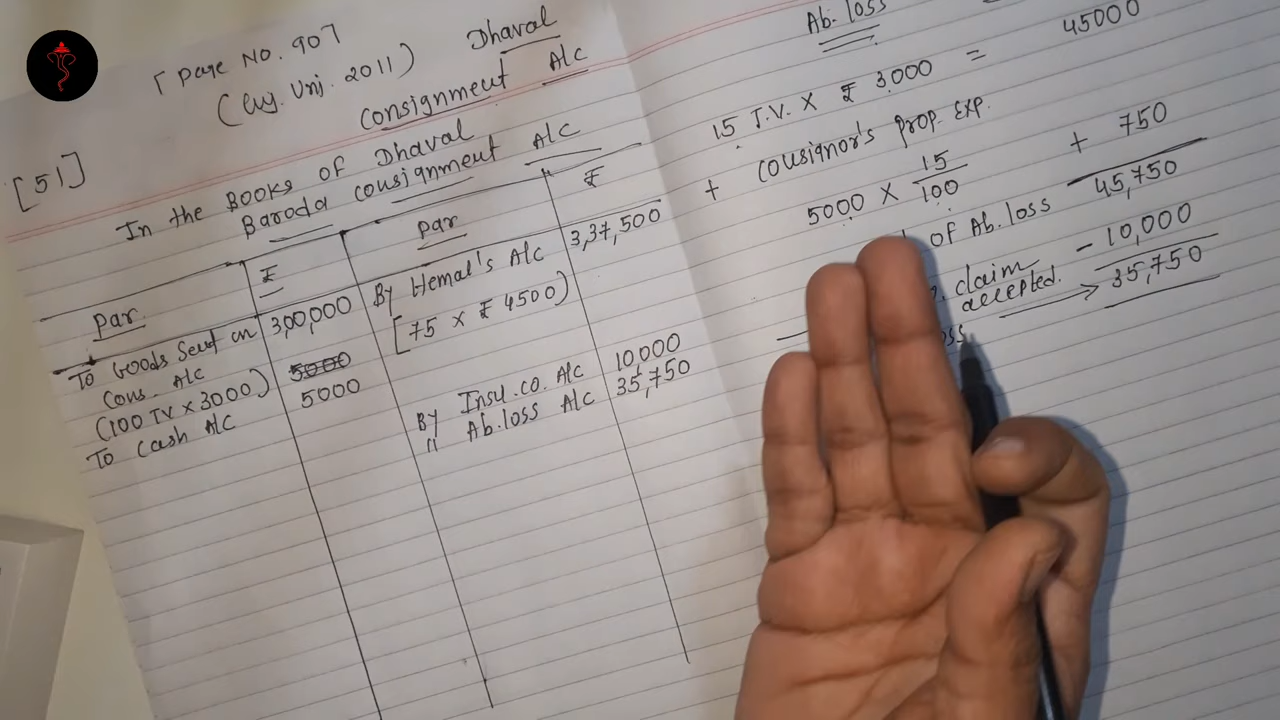 [Page No. 907
(Guj. Uni. 2011)
Dhaval
Consignment A/c
[51]
In the Books of Dhaval
Baroda consignment A/c
Par. ₹ Par ₹
To Goods Sent on 300,000
Cons. A/c
(100 T.V × 3000)
5000
To Cash A/c 5000
By Hemal's A/c 3,37,500
[75 × ₹ 4500)
By Insu. co. A/c 10,000
" Ab. loss A/c 35,750
Ab. loss
15 T.V. × ₹ 3000 = 45000
+ consignor's prop. Exp.
5000 × 15/100 + 750
of Ab. loss 45,750
claim - 10,000
accepted.
loss 35,750